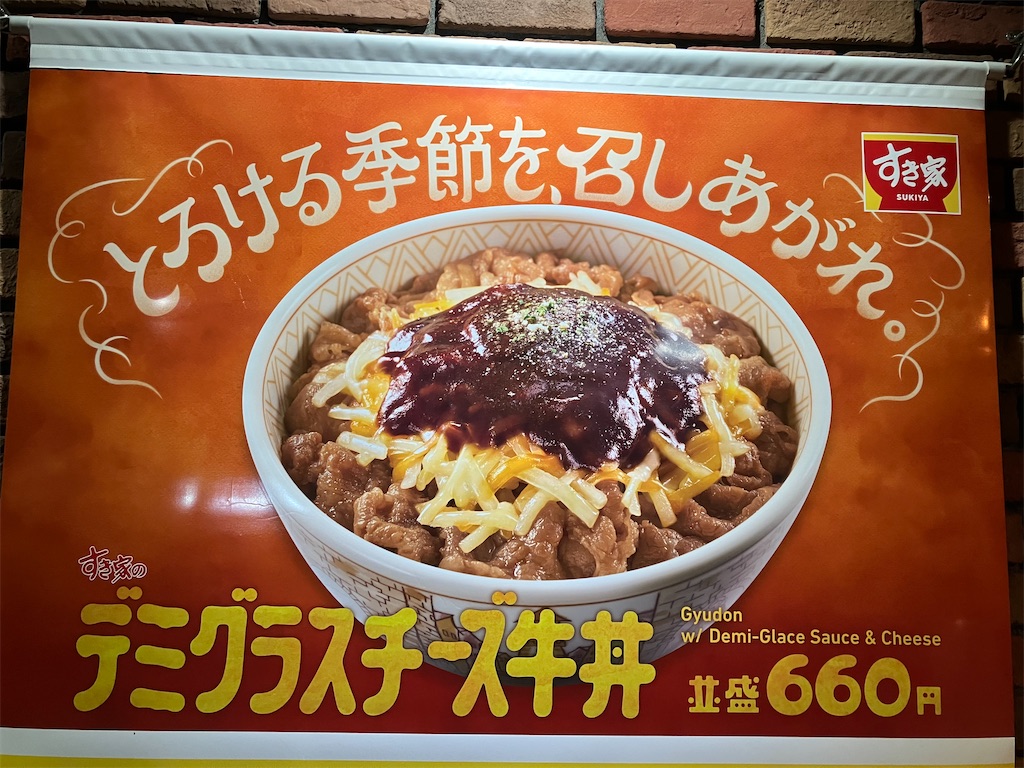 とろける季節を、召しあがれ。
すき家
SUKIYA
すき家の
デミグラスチーズ牛丼
Gyudon
w/ Demi-Glace Sauce & Cheese
並盛660円